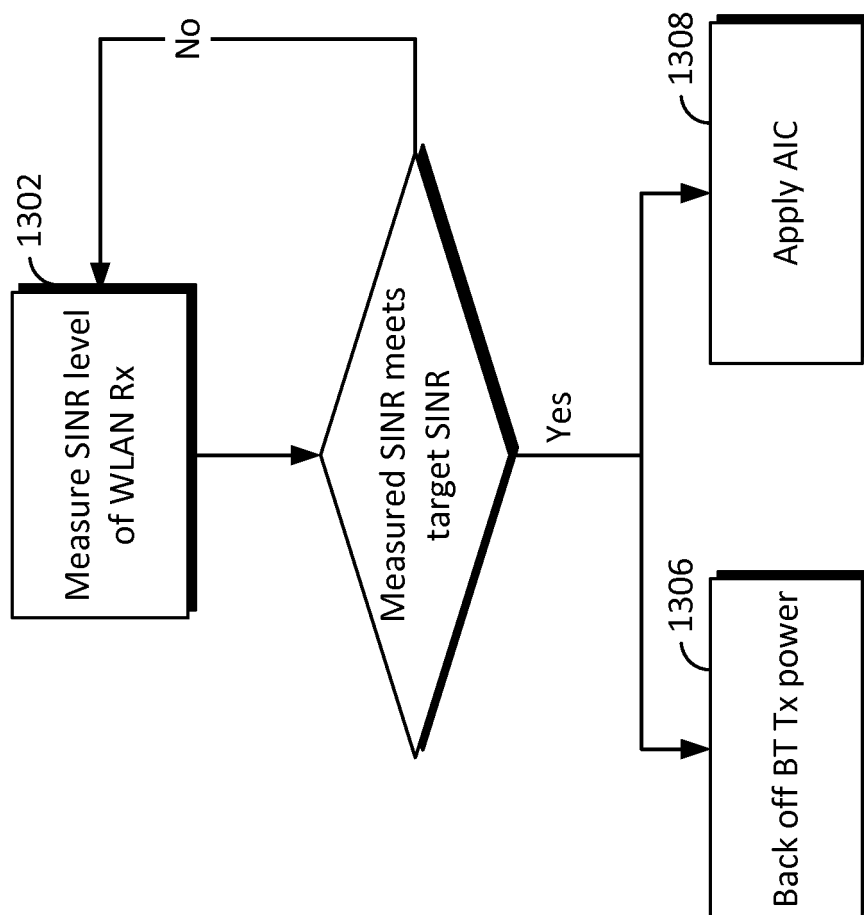 1302
Measure SINR level
of WLAN Rx
No
Measured SINR meets
target SINR
Yes
1306
Back off BT Tx power
1308
Apply AIC